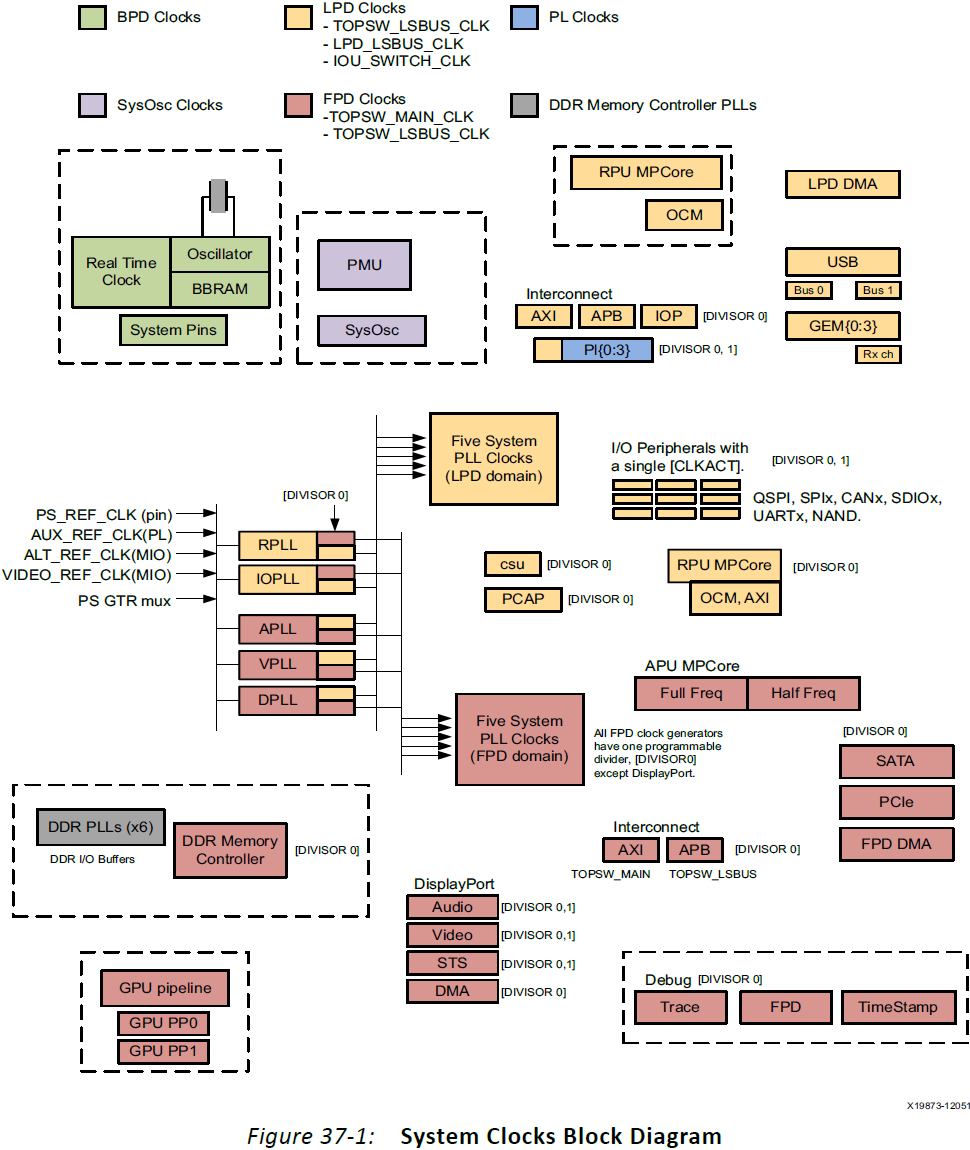 BPD Clocks
LPD Clocks
- TOPSW_LSBUS_CLK
- LPD_LSBUS_CLK
- IOU_SWITCH_CLK
PL Clocks
SysOsc Clocks
FPD Clocks
-TOPSW_MAIN_CLK
- TOPSW_LSBUS_CLK
DDR Memory Controller PLLs
Real Time
Clock
Oscillator
BBRAM
System Pins
PMU
SysOsc
RPU MPCore
OCM
LPD DMA
USB
Bus 0
Bus 1
GEM{0:3}
Rx ch
Interconnect
AXI
APB
IOP
[DIVISOR 0]
PI{0:3}
[DIVISOR 0, 1]
Five System
PLL Clocks
(LPD domain)
I/O Peripherals with
a single [CLKACT].
[DIVISOR 0, 1]
QSPI, SPIx, CANx, SDIOx,
UARTx, NAND.
[DIVISOR 0]
PS_REF_CLK (pin)
AUX_REF_CLK(PL)
ALT_REF_CLK(MIO)
VIDEO_REF_CLK(MIO)
PS GTR mux
RPLL
IOPLL
APLL
VPLL
DPLL
csu
[DIVISOR 0]
PCAP
[DIVISOR 0]
RPU MPCore
[DIVISOR 0]
OCM, AXI
APU MPCore
Full Freq
Half Freq
Five System
PLL Clocks
(FPD domain)
All FPD clock generators
have one programmable
divider, [DIVISOR0]
except DisplayPort.
[DIVISOR 0]
SATA
PCIe
FPD DMA
DDR PLLs (x6)
DDR I/O Buffers
DDR Memory
Controller
[DIVISOR 0]
Interconnect
AXI
APB
[DIVISOR 0]
TOPSW_MAIN
TOPSW_LSBUS
DisplayPort
Audio
[DIVISOR 0,1]
Video
[DIVISOR 0,1]
STS
[DIVISOR 0,1]
DMA
[DIVISOR 0]
GPU pipeline
GPU PP0
GPU PP1
Debug
[DIVISOR 0]
Trace
FPD
TimeStamp
X19873-12051
Figure 37-1: System Clocks Block Diagram